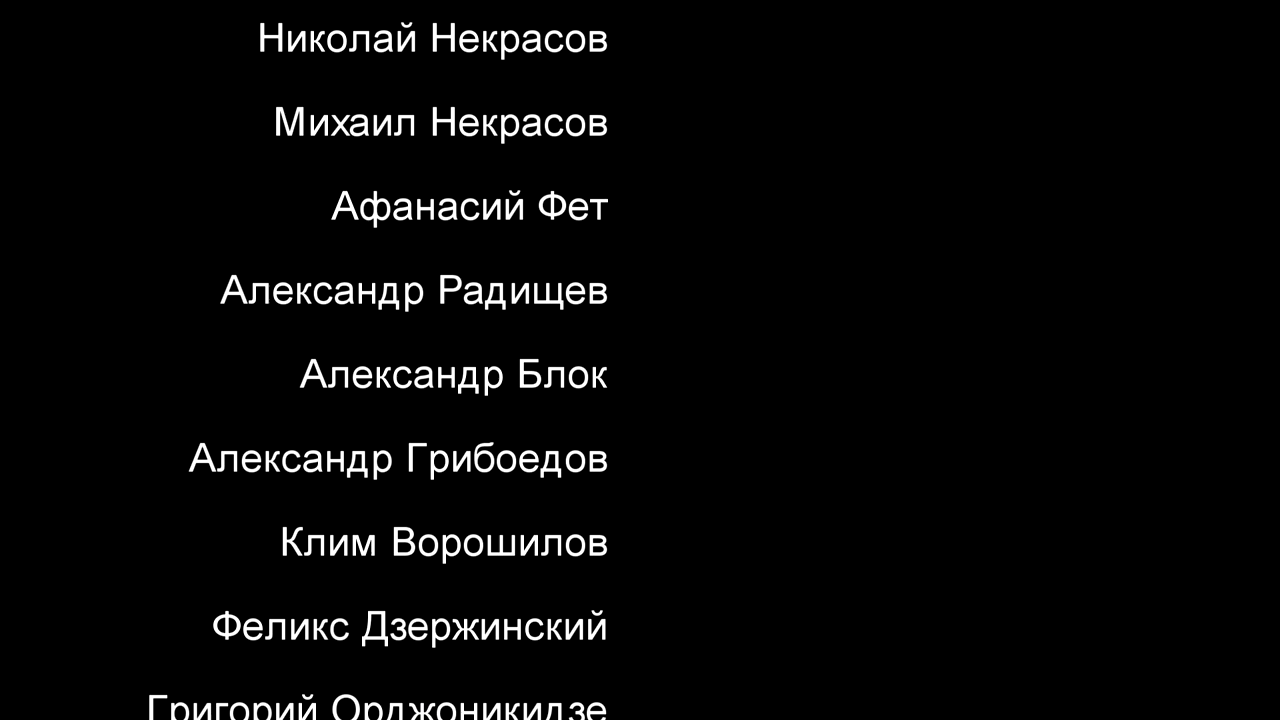 Николай Некрасов
Михаил Некрасов
Афанасий Фет
Александр Радищев
Александр Блок
Александр Грибоедов
Клим Ворошилов
Феликс Дзержинский
Григорий Орджоникидзе